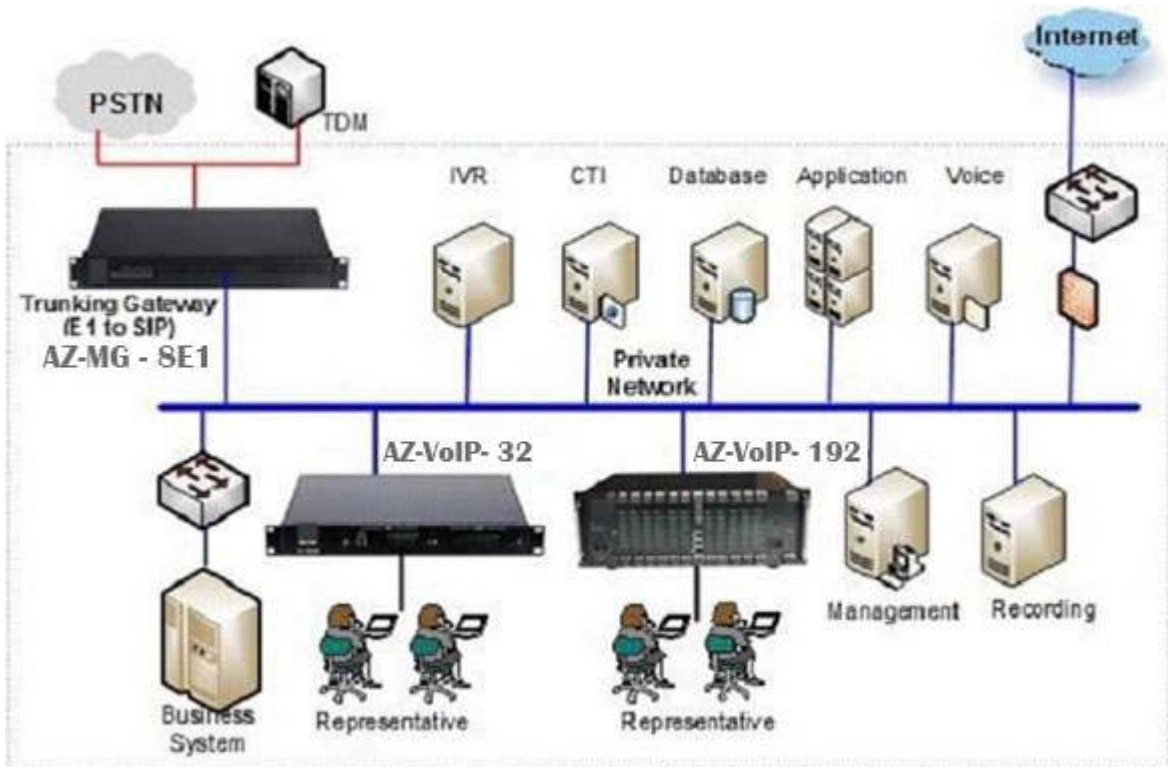 Internet
PSTN
TDM
IVR
CTI
Database
Application
Voice
Trunking Gateway
(E1 to SIP)
AZ-MG - 8E1
Private
Network
AZ-VoIP- 32
AZ-VoIP- 192
Management
Recording
Business
System
Representative
Representative